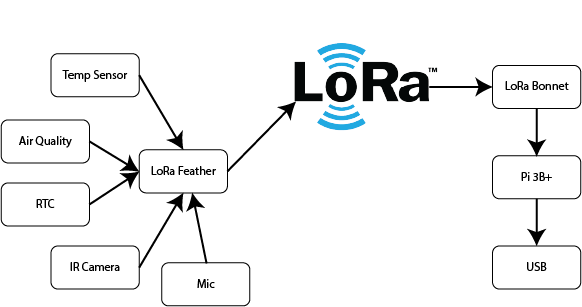 Temp Sensor
LoRa™
LoRa Bonnet
Air Quality
LoRa Feather
Pi 3B+
RTC
IR Camera
Mic
USB